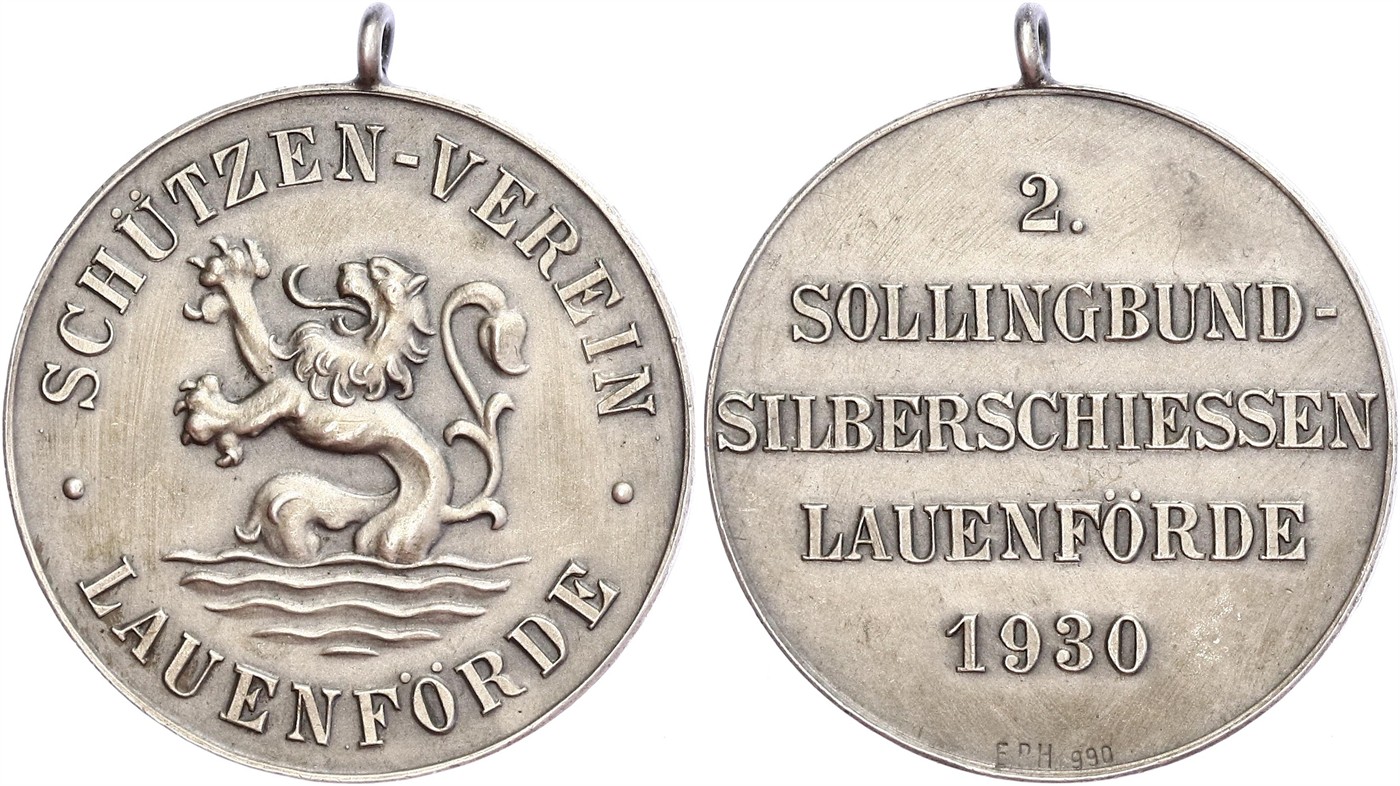 SCHÜTZEN-VEREIN
LAUENFÖRDE
2.
SOLLINGBUND-
SILBERSCHIESSEN
LAUENFÖRDE
1930
990